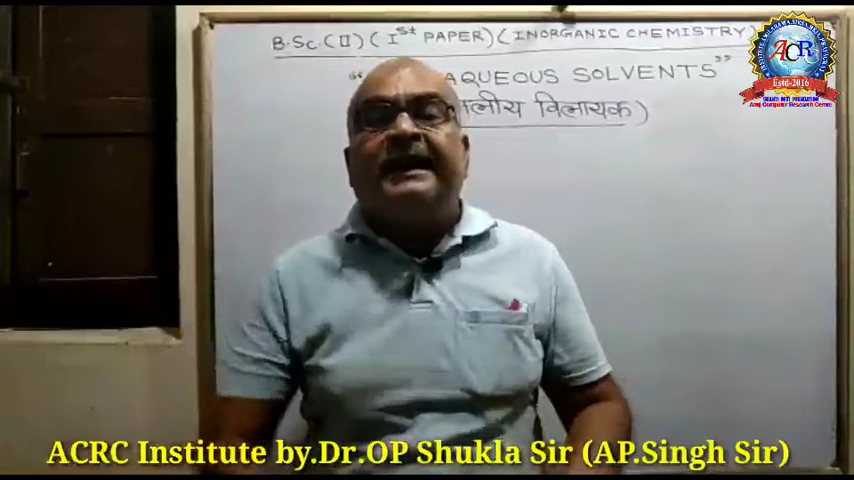 B.Sc.(II)(Ist PAPER)(INORGANIC CHEMISTRY)
AQUEOUS SOLVENTS"
विलायक)
ACR
Estd-2016
ACRC Institute by.Dr.OP Shukla Sir (AP.Singh Sir)